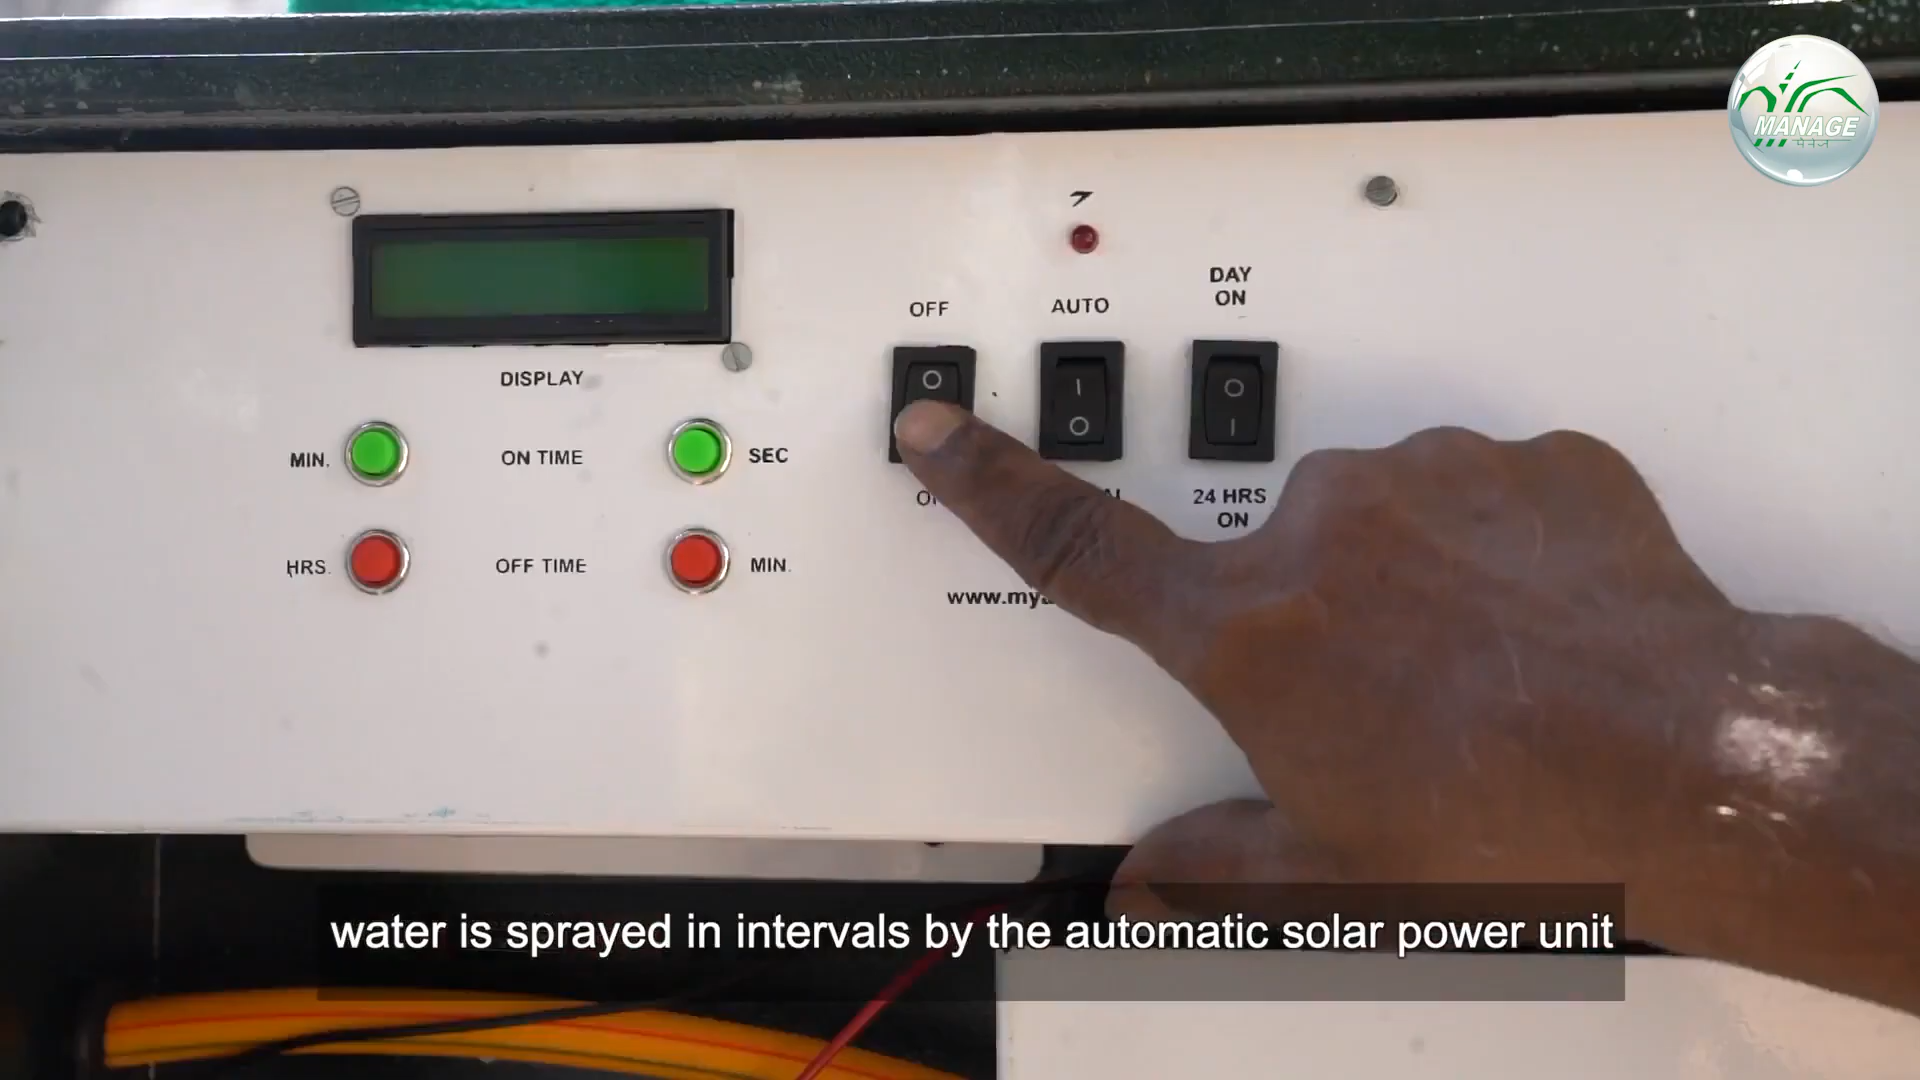 MANAGE
मैनेज
DAY
ON
OFF
AUTO
DISPLAY
MIN.
ON TIME
SEC
24 HRS
ON
HRS.
OFF TIME
MIN.
water is sprayed in intervals by the automatic solar power unit